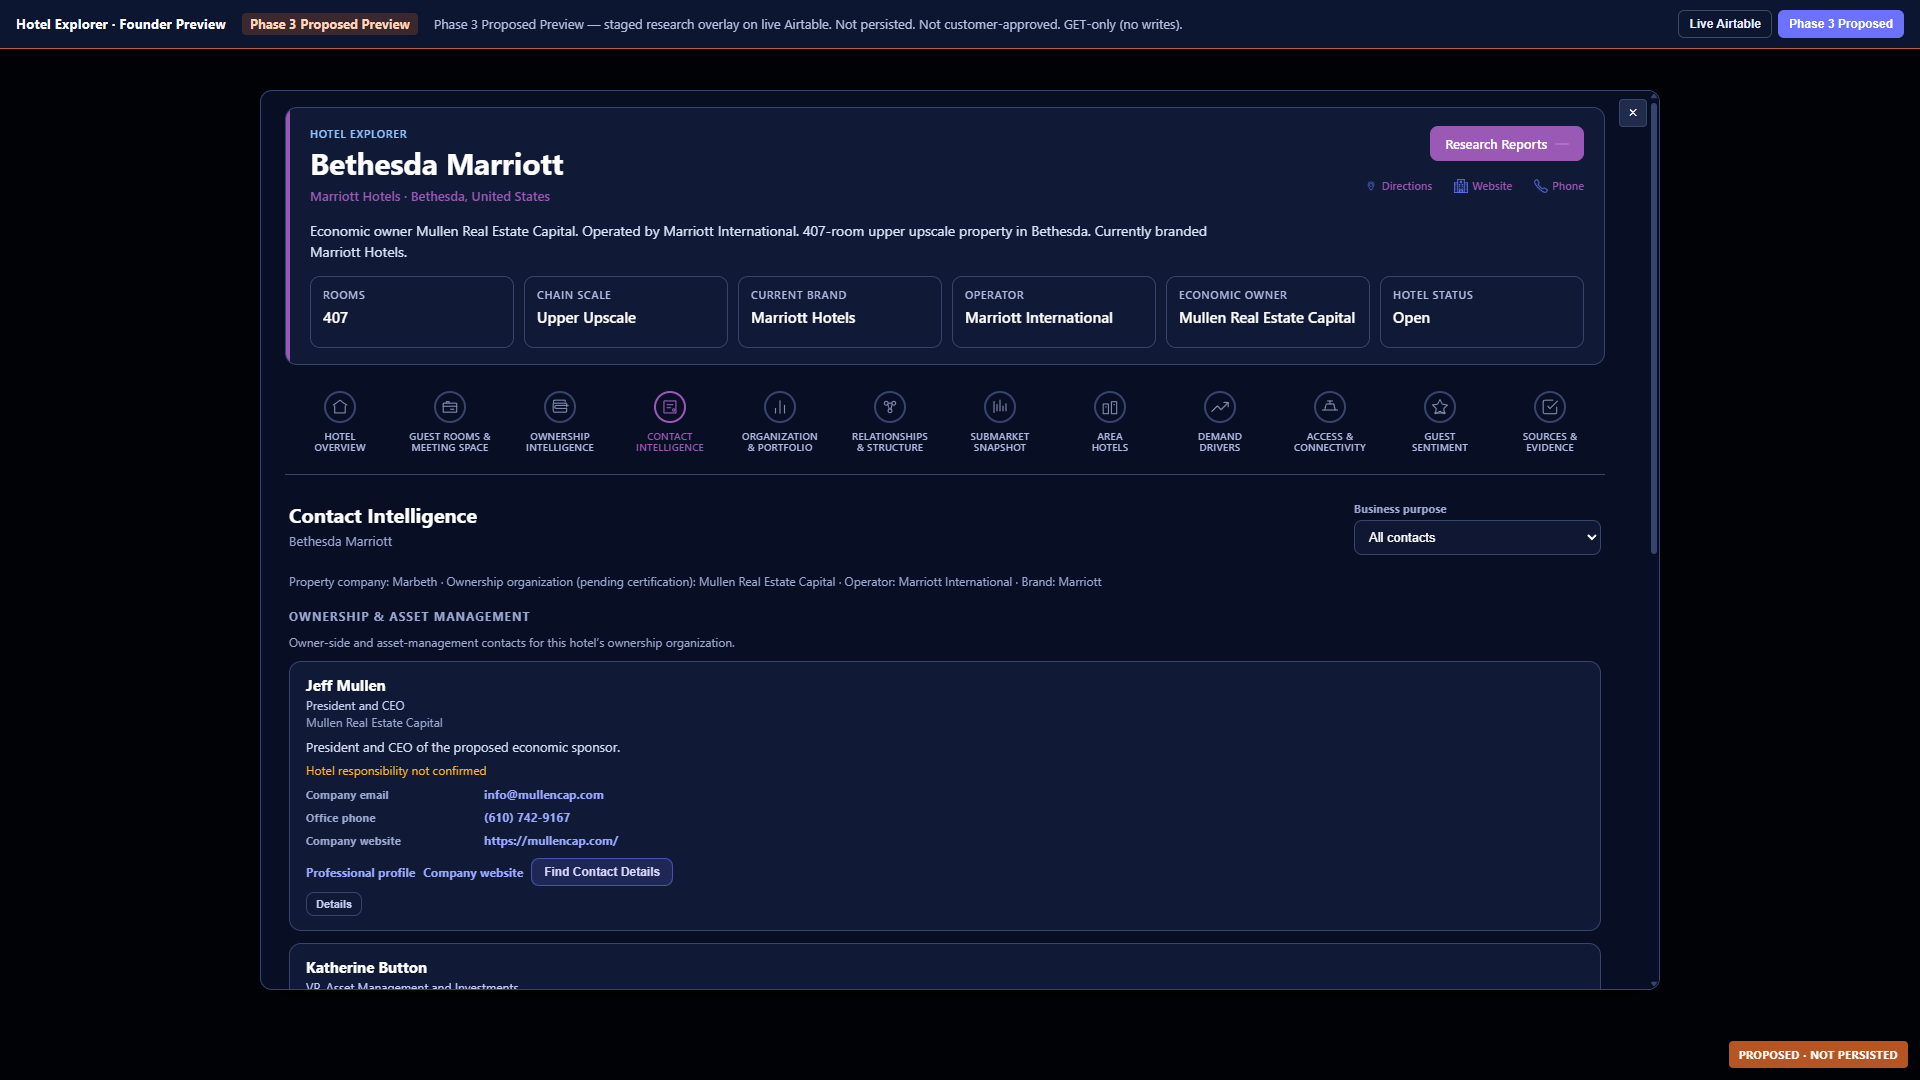 Hotel Explorer · Founder Preview
Phase 3 Proposed Preview
Phase 3 Proposed Preview — staged research overlay on live Airtable. Not persisted. Not customer-approved. GET-only (no writes).
Live Airtable
Phase 3 Proposed
×
HOTEL EXPLORER
Bethesda Marriott
Marriott Hotels · Bethesda, United States
Research Reports —
Directions
Website
Phone
Economic owner Mullen Real Estate Capital. Operated by Marriott International. 407-room upper upscale property in Bethesda. Currently branded
Marriott Hotels.
ROOMS
407
CHAIN SCALE
Upper Upscale
CURRENT BRAND
Marriott Hotels
OPERATOR
Marriott International
ECONOMIC OWNER
Mullen Real Estate Capital
HOTEL STATUS
Open
HOTEL
OVERVIEW
GUEST ROOMS &
MEETING SPACE
OWNERSHIP
INTELLIGENCE
CONTACT
INTELLIGENCE
ORGANIZATION
& PORTFOLIO
RELATIONSHIPS
& STRUCTURE
SUBMARKET
SNAPSHOT
AREA
HOTELS
DEMAND
DRIVERS
ACCESS &
CONNECTIVITY
GUEST
SENTIMENT
SOURCES &
EVIDENCE
Contact Intelligence
Bethesda Marriott
Business purpose
All contacts
Property company: Marbeth · Ownership organization (pending certification): Mullen Real Estate Capital · Operator: Marriott International · Brand: Marriott
OWNERSHIP & ASSET MANAGEMENT
Owner-side and asset-management contacts for this hotel's ownership organization.
Jeff Mullen
President and CEO
Mullen Real Estate Capital
President and CEO of the proposed economic sponsor.
Hotel responsibility not confirmed
Company email info@mullencap.com
Office phone (610) 742-9167
Company website https://mullencap.com/
Professional profile Company website Find Contact Details
Details
Katherine Button
VP, Asset Management and Investments
PROPOSED · NOT PERSISTED